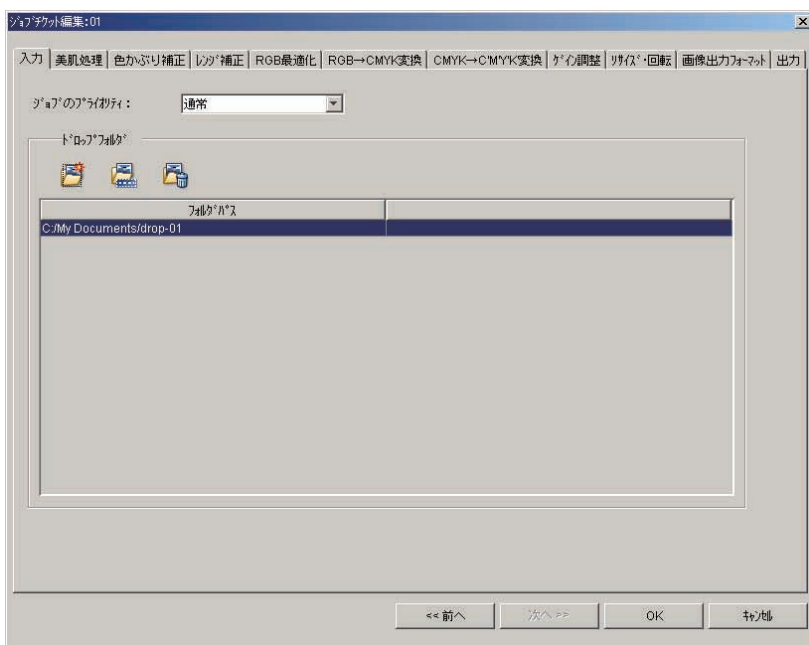 ｼﾞｮﾌﾞﾁｹｯﾄ編集:01
入力 美肌処理 色かぶり補正 ﾚﾝｼﾞ補正 RGB最適化 RGB→CMYK変換 CMYK→C'M'Y'K'変換 ｹﾞｲﾝ調整 ﾘｻｲｽﾞ・回転 画像出力ﾌｫｰﾏｯﾄ 出力
ｼﾞｮﾌﾞのﾌﾟﾗｲｵﾘﾃｨ： 通常
ﾄﾞﾛｯﾌﾟﾌｫﾙﾀﾞ
ﾌｫﾙﾀﾞﾊﾟｽ
C:/My Documents/drop-01
<< 前へ 次へ >> OK ｷｬﾝｾﾙ